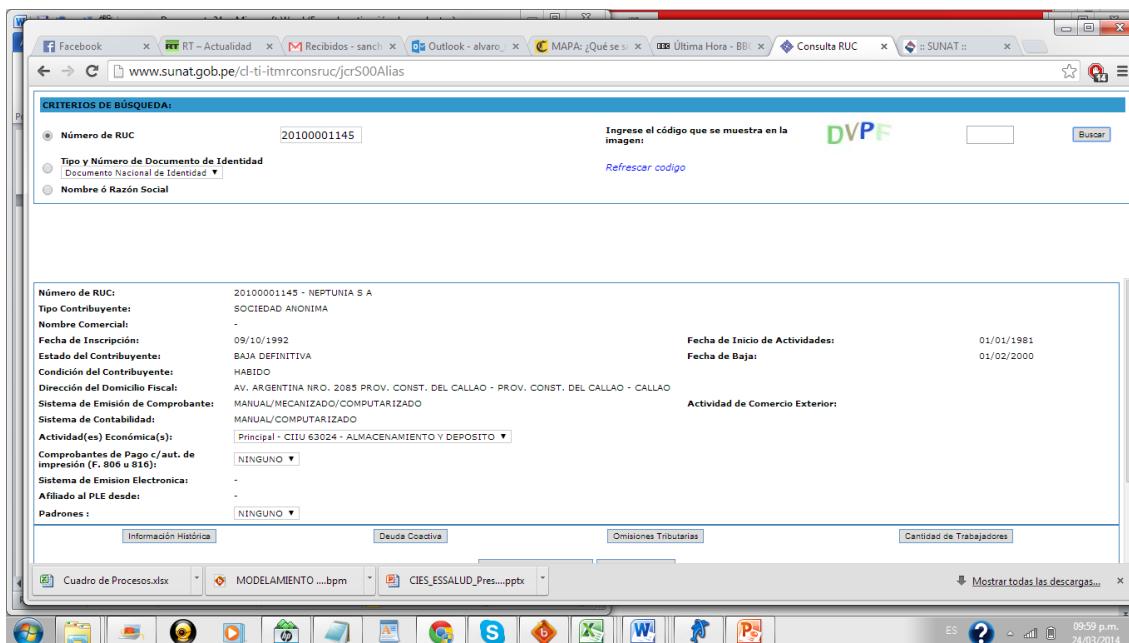 Facebook
RT – Actualidad
Recibidos - sanch
Outlook - alvaro_
MAPA: ¿Qué se s
Última Hora - BB
Consulta RUC
:: SUNAT ::
www.sunat.gob.pe/cl-ti-itmrconsruc/jcrS00Alias
CRITERIOS DE BÚSQUEDA:
Número de RUC 20100001145 Ingrese el código que se muestra en la
imagen: DVPF Buscar
Tipo y Número de Documento de Identidad
Documento Nacional de Identidad
Refrescar codigo
Nombre ó Razón Social
Número de RUC: 20100001145 - NEPTUNIA S A
Tipo Contribuyente: SOCIEDAD ANONIMA
Nombre Comercial: -
Fecha de Inscripción: 09/10/1992 Fecha de Inicio de Actividades: 01/01/1981
Estado del Contribuyente: BAJA DEFINITIVA Fecha de Baja: 01/02/2000
Condición del Contribuyente: HABIDO
Dirección del Domicilio Fiscal: AV. ARGENTINA NRO. 2085 PROV. CONST. DEL CALLAO - PROV. CONST. DEL CALLAO - CALLAO
Sistema de Emisión de Comprobante: MANUAL/MECANIZADO/COMPUTARIZADO Actividad de Comercio Exterior:
Sistema de Contabilidad: MANUAL/COMPUTARIZADO
Actividad(es) Económica(s): Principal - CIIU 63024 - ALMACENAMIENTO Y DEPOSITO
Comprobantes de Pago c/aut. de
impresión (F. 806 u 816): NINGUNO
Sistema de Emision Electronica: -
Afiliado al PLE desde: -
Padrones : NINGUNO
Información Histórica Deuda Coactiva Omisiones Tributarias Cantidad de Trabajadores
Cuadro de Procesos.xlsx MODELAMIENTO ....bpm CIES_ESSALUD_Pres....pptx Mostrar todas las descargas...
ES 09:59 p.m.
24/03/2014